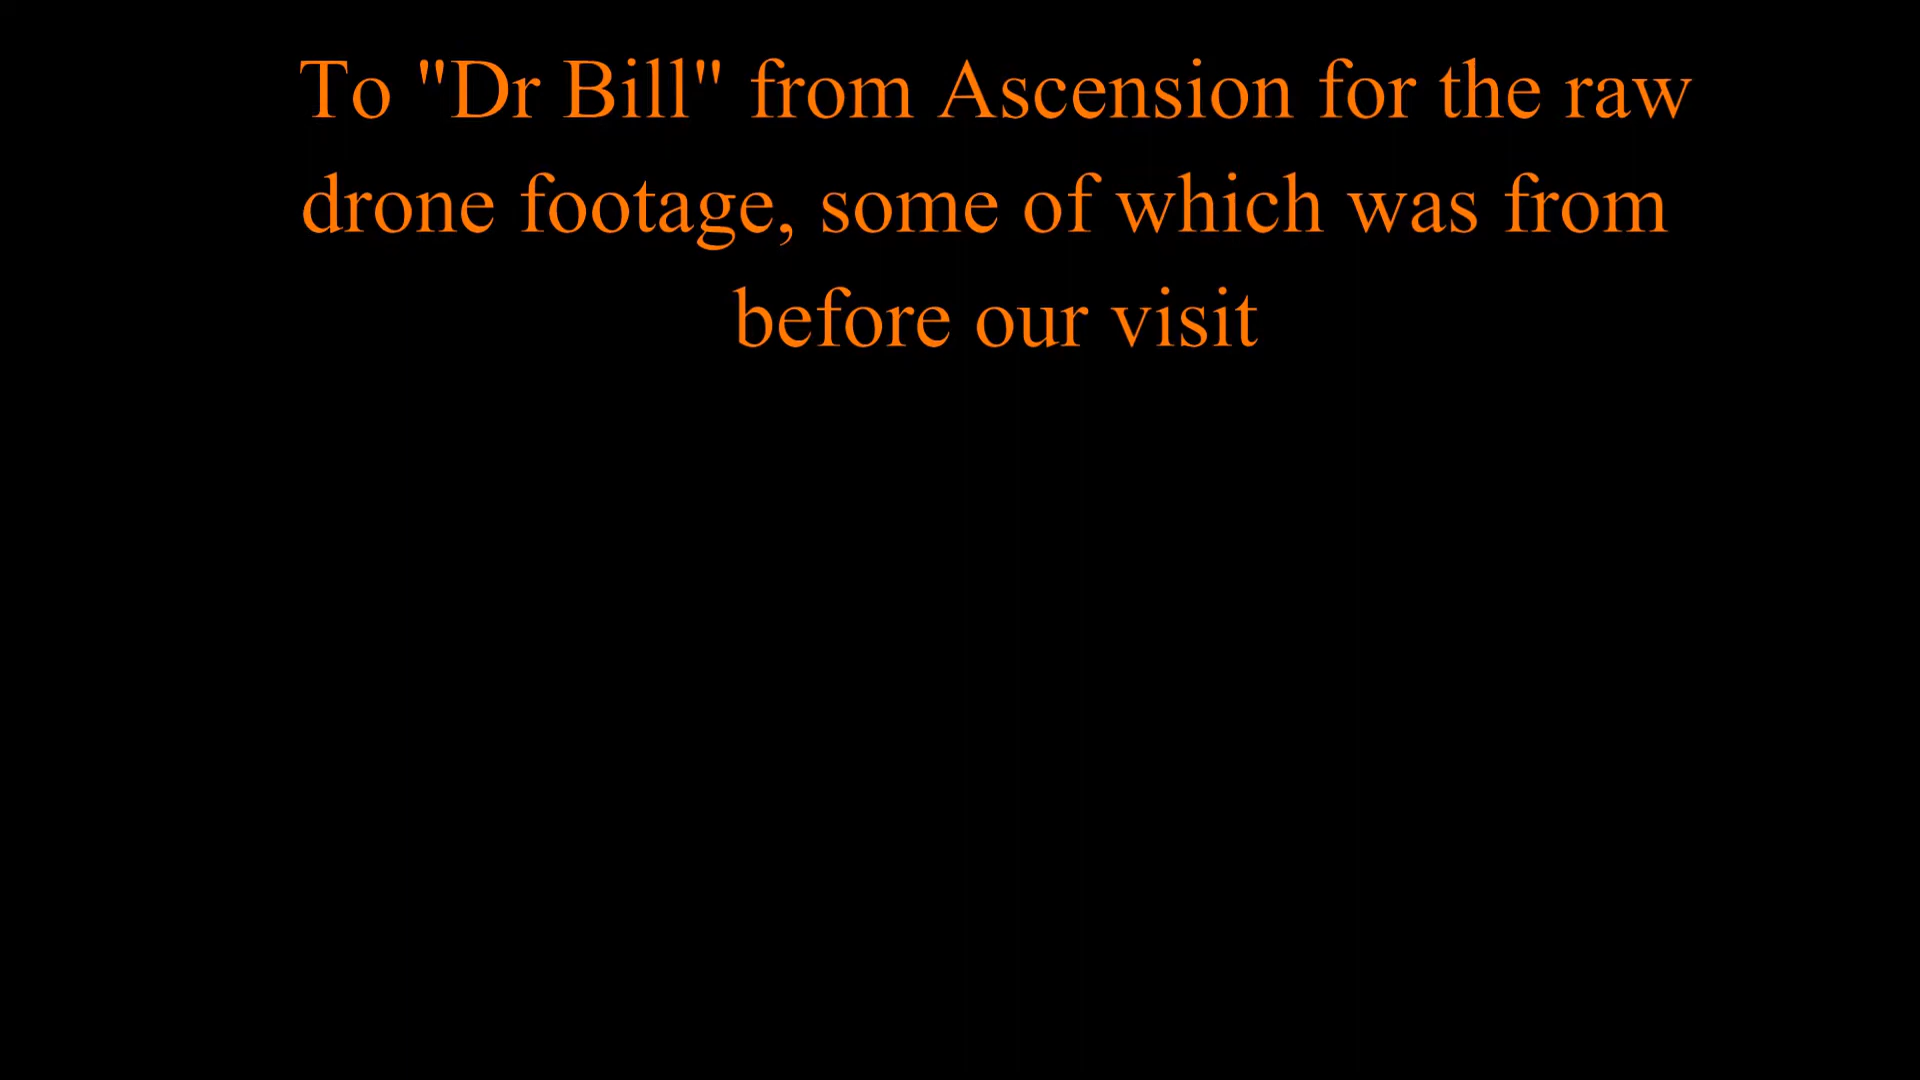 To "Dr Bill" from Ascension for the raw
drone footage, some of which was from
before our visit